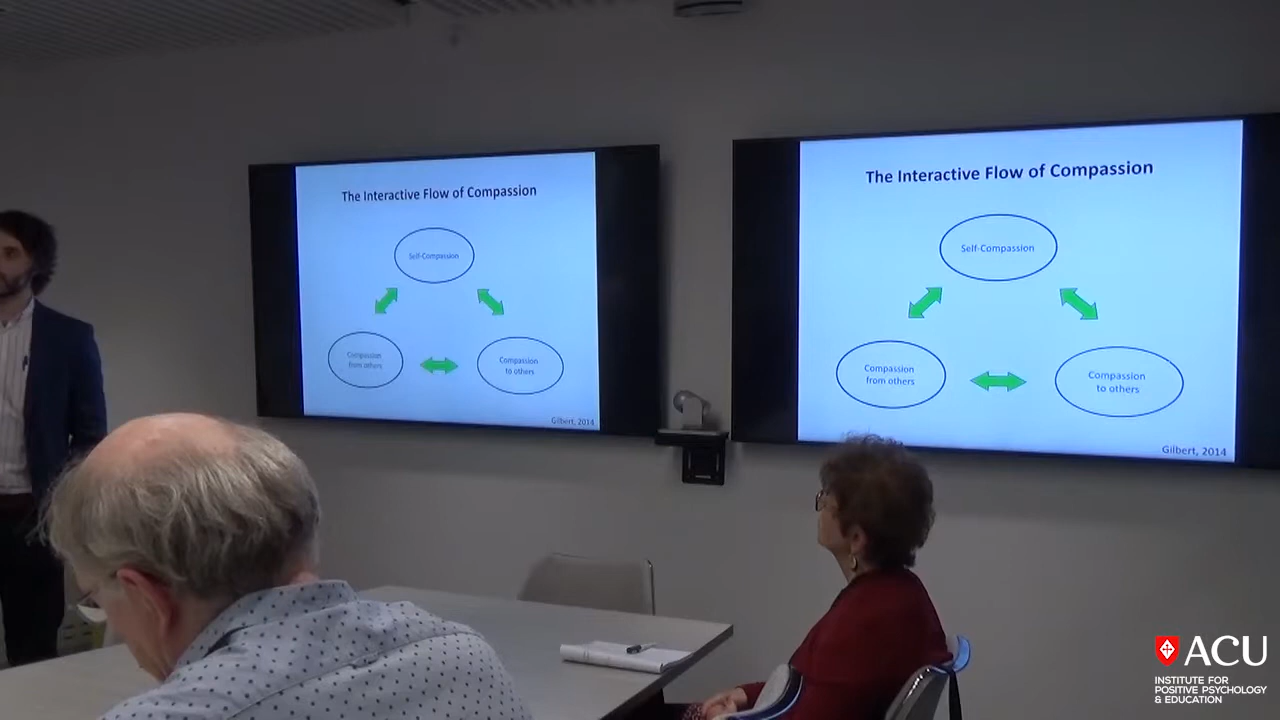 The Interactive Flow of Compassion
Self-Compassion
Compassion
from others
Compassion
to others
Gilbert, 2014
The Interactive Flow of Compassion
Self-Compassion
Compassion
from others
Compassion
to others
Gilbert, 2014
ACU
INSTITUTE FOR
POSITIVE PSYCHOLOGY
& EDUCATION